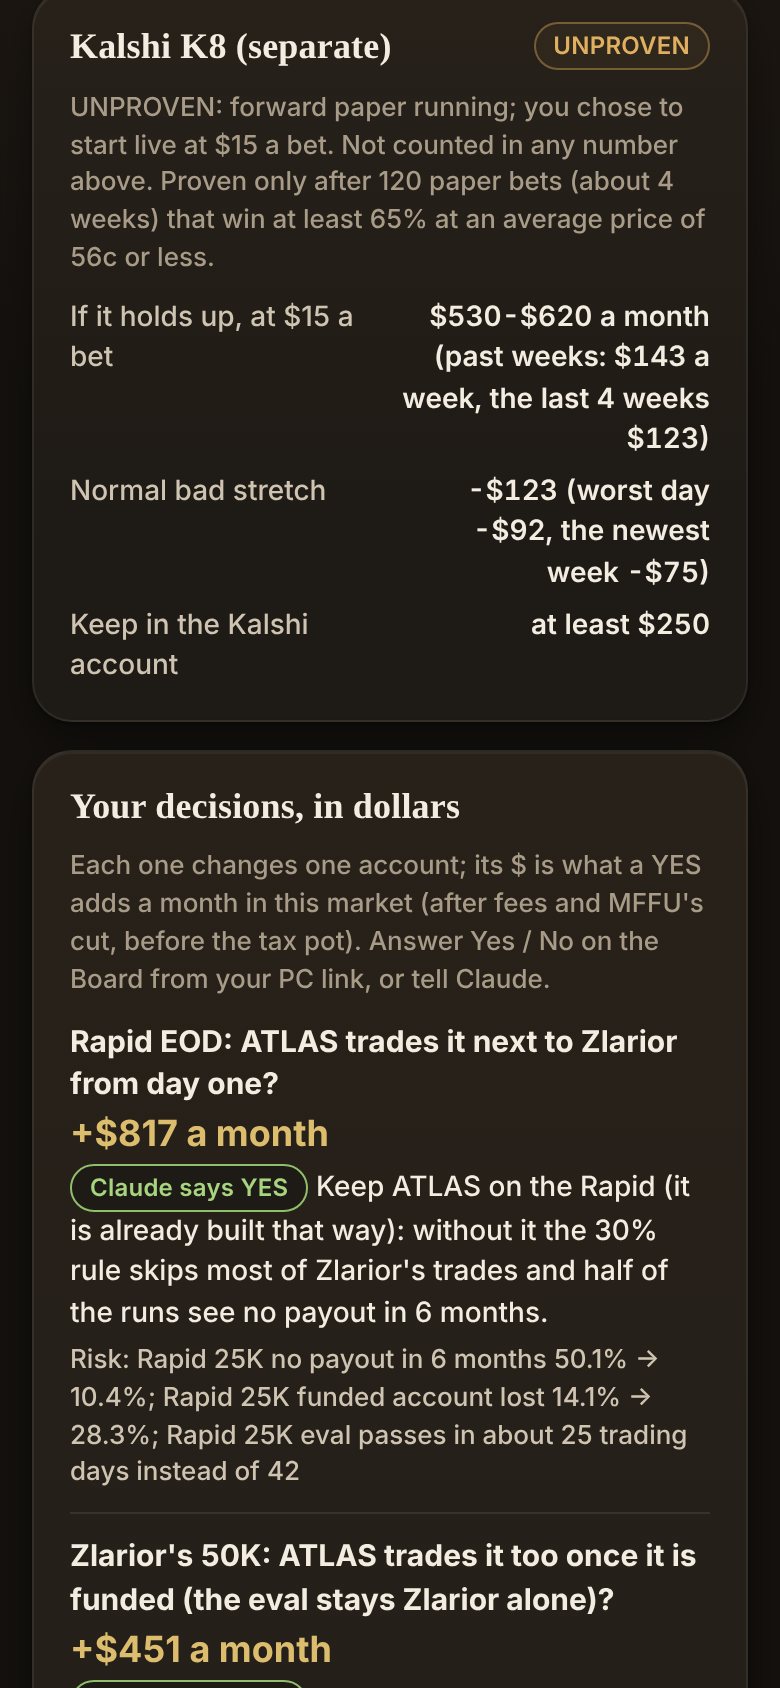 Kalshi K8 (separate)
UNPROVEN
UNPROVEN: forward paper running; you chose to
start live at $15 a bet. Not counted in any number
above. Proven only after 120 paper bets (about 4
weeks) that win at least 65% at an average price of
56c or less.
If it holds up, at $15 a
bet
$530-$620 a month
(past weeks: $143 a
week, the last 4 weeks
$123)
Normal bad stretch
-$123 (worst day
-$92, the newest
week -$75)
Keep in the Kalshi
account
at least $250
Your decisions, in dollars
Each one changes one account; its $ is what a YES
adds a month in this market (after fees and MFFU's
cut, before the tax pot). Answer Yes / No on the
Board from your PC link, or tell Claude.
Rapid EOD: ATLAS trades it next to Zlarior
from day one?
+$817 a month
Claude says YES Keep ATLAS on the Rapid (it
is already built that way): without it the 30%
rule skips most of Zlarior's trades and half of
the runs see no payout in 6 months.
Risk: Rapid 25K no payout in 6 months 50.1% →
10.4%; Rapid 25K funded account lost 14.1% →
28.3%; Rapid 25K eval passes in about 25 trading
days instead of 42
Zlarior's 50K: ATLAS trades it too once it is
funded (the eval stays Zlarior alone)?
+$451 a month